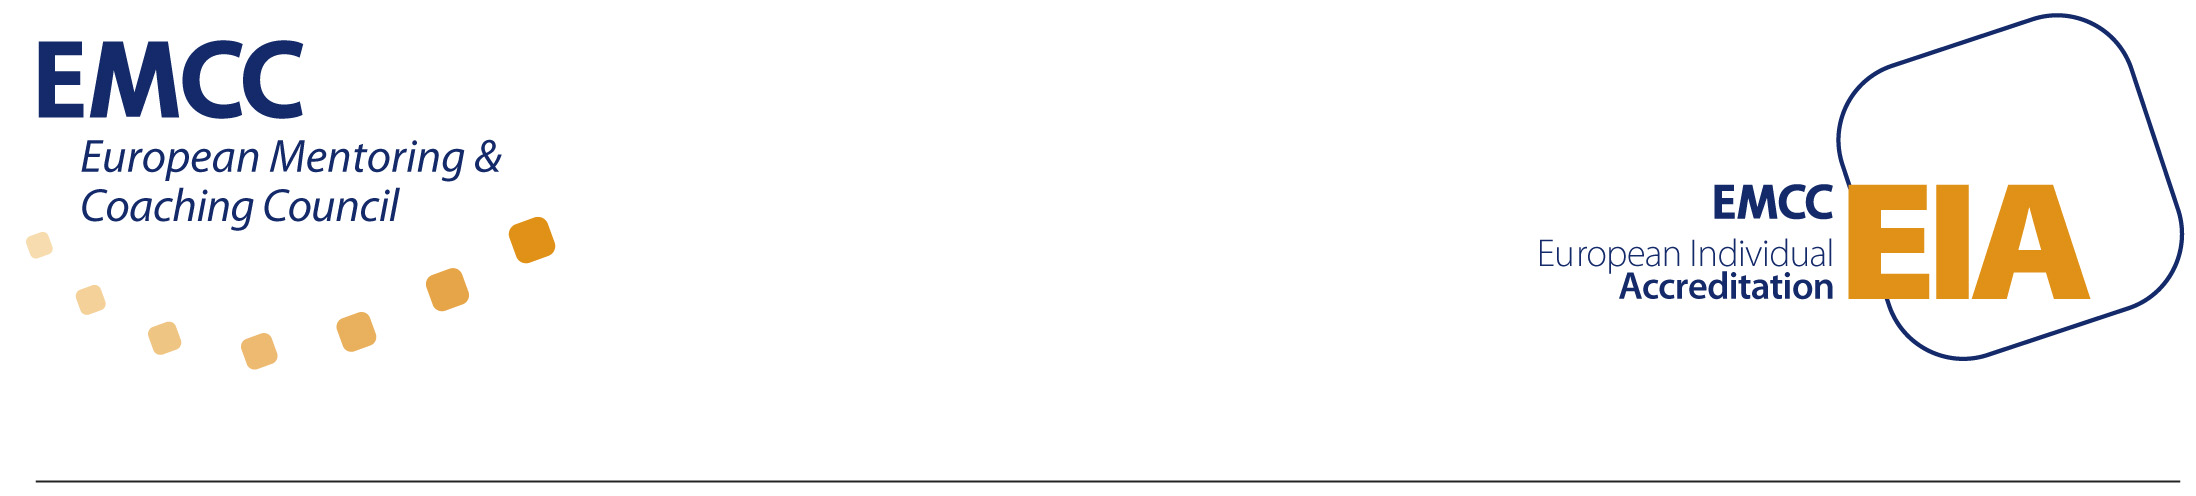 EMCC
European Mentoring &
Coaching Council
EMCC
European Individual
Accreditation
EIA